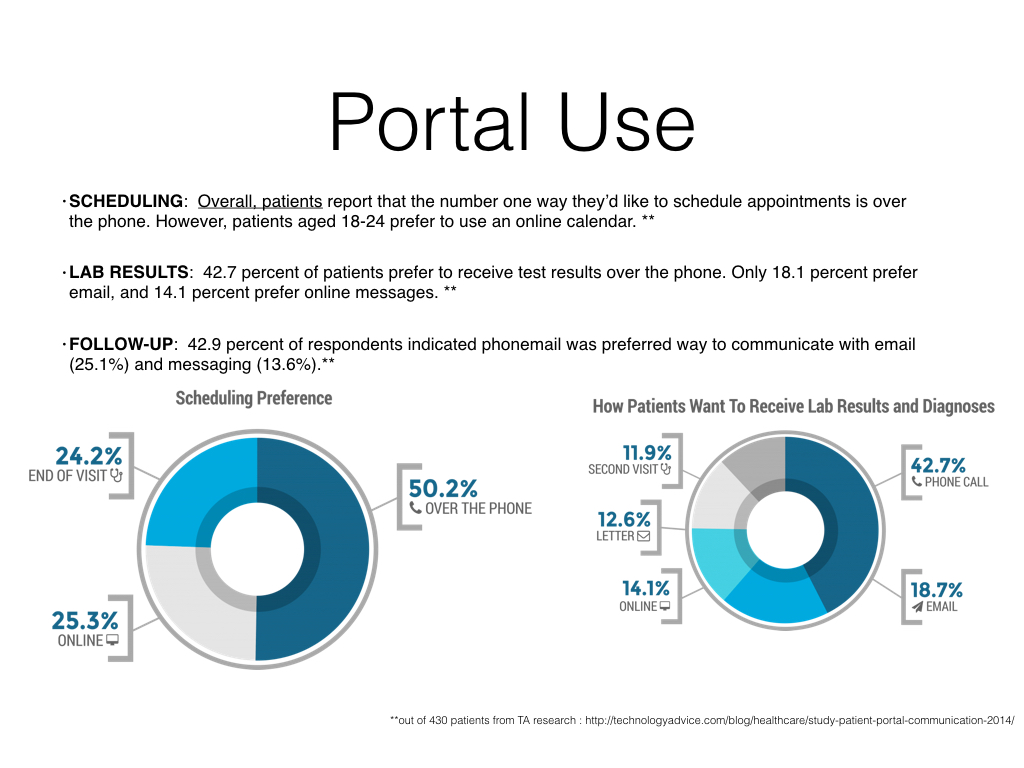 Portal Use
· SCHEDULING:  Overall, patients report that the number one way they’d like to schedule appointments is over
the phone. However, patients aged 18-24 prefer to use an online calendar. **
· LAB RESULTS:  42.7 percent of patients prefer to receive test results over the phone. Only 18.1 percent prefer
email, and 14.1 percent prefer online messages. **
· FOLLOW-UP:  42.9 percent of respondents indicated phonemail was preferred way to communicate with email
(25.1%) and messaging (13.6%).**
Scheduling Preference
24.2%
END OF VISIT
50.2%
OVER THE PHONE
25.3%
ONLINE
How Patients Want To Receive Lab Results and Diagnoses
11.9%
SECOND VISIT
42.7%
PHONE CALL
12.6%
LETTER
14.1%
ONLINE
18.7%
EMAIL
**out of 430 patients from TA research : http://technologyadvice.com/blog/healthcare/study-patient-portal-communication-2014/